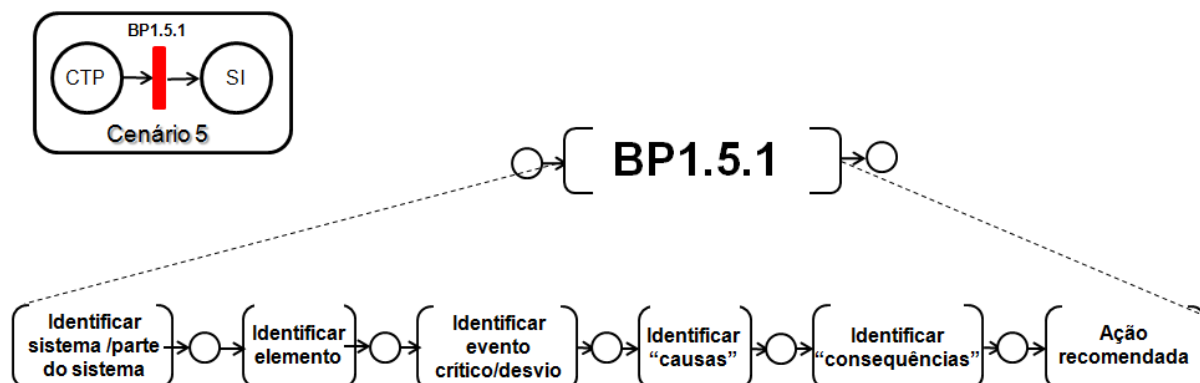 BP1.5.1
CTP
SI
Cenário 5
BP1.5.1
Identificar
sistema /parte
do sistema
Identificar
elemento
Identificar
evento
crítico/desvio
Identificar
“causas”
Identificar
“consequências”
Ação
recomendada